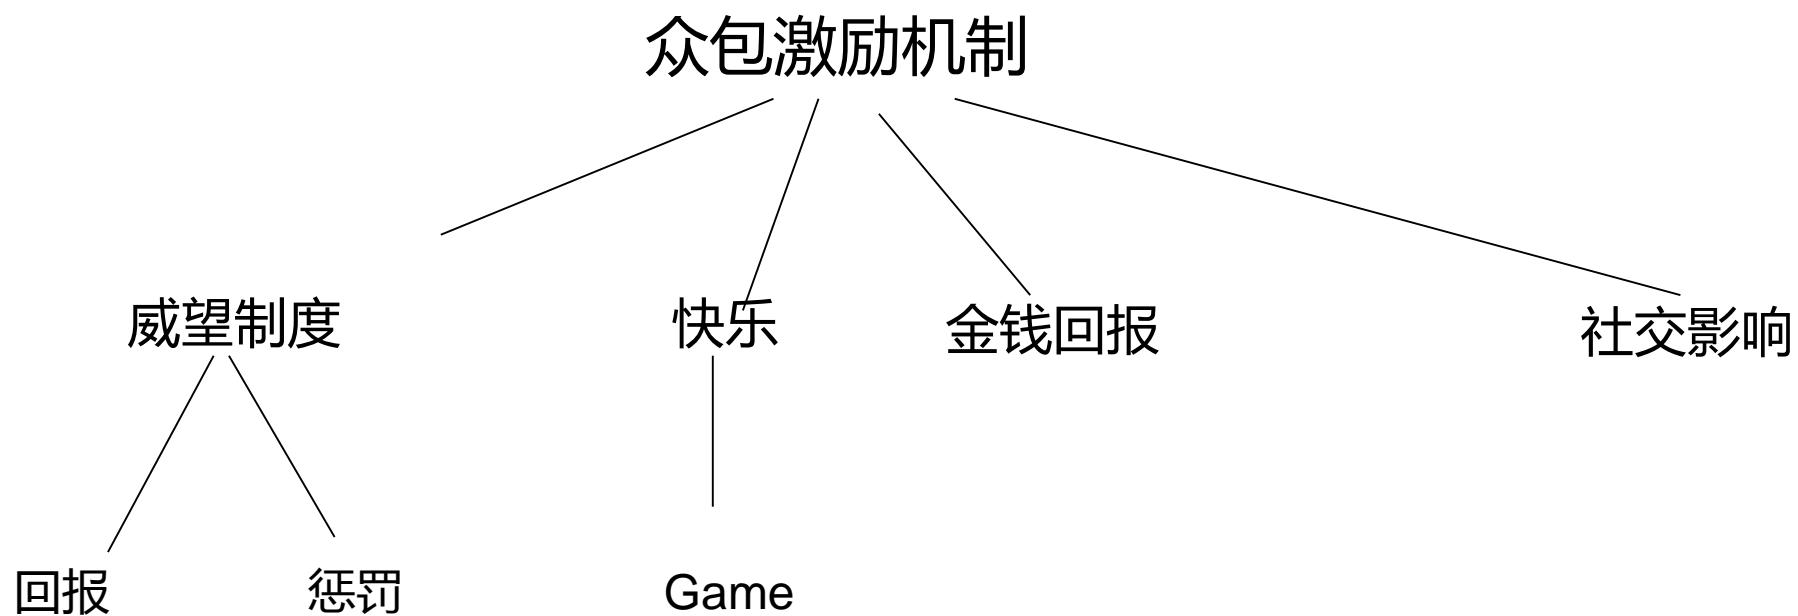 众包激励机制
威望制度
快乐
金钱回报
社交影响
回报
惩罚
Game